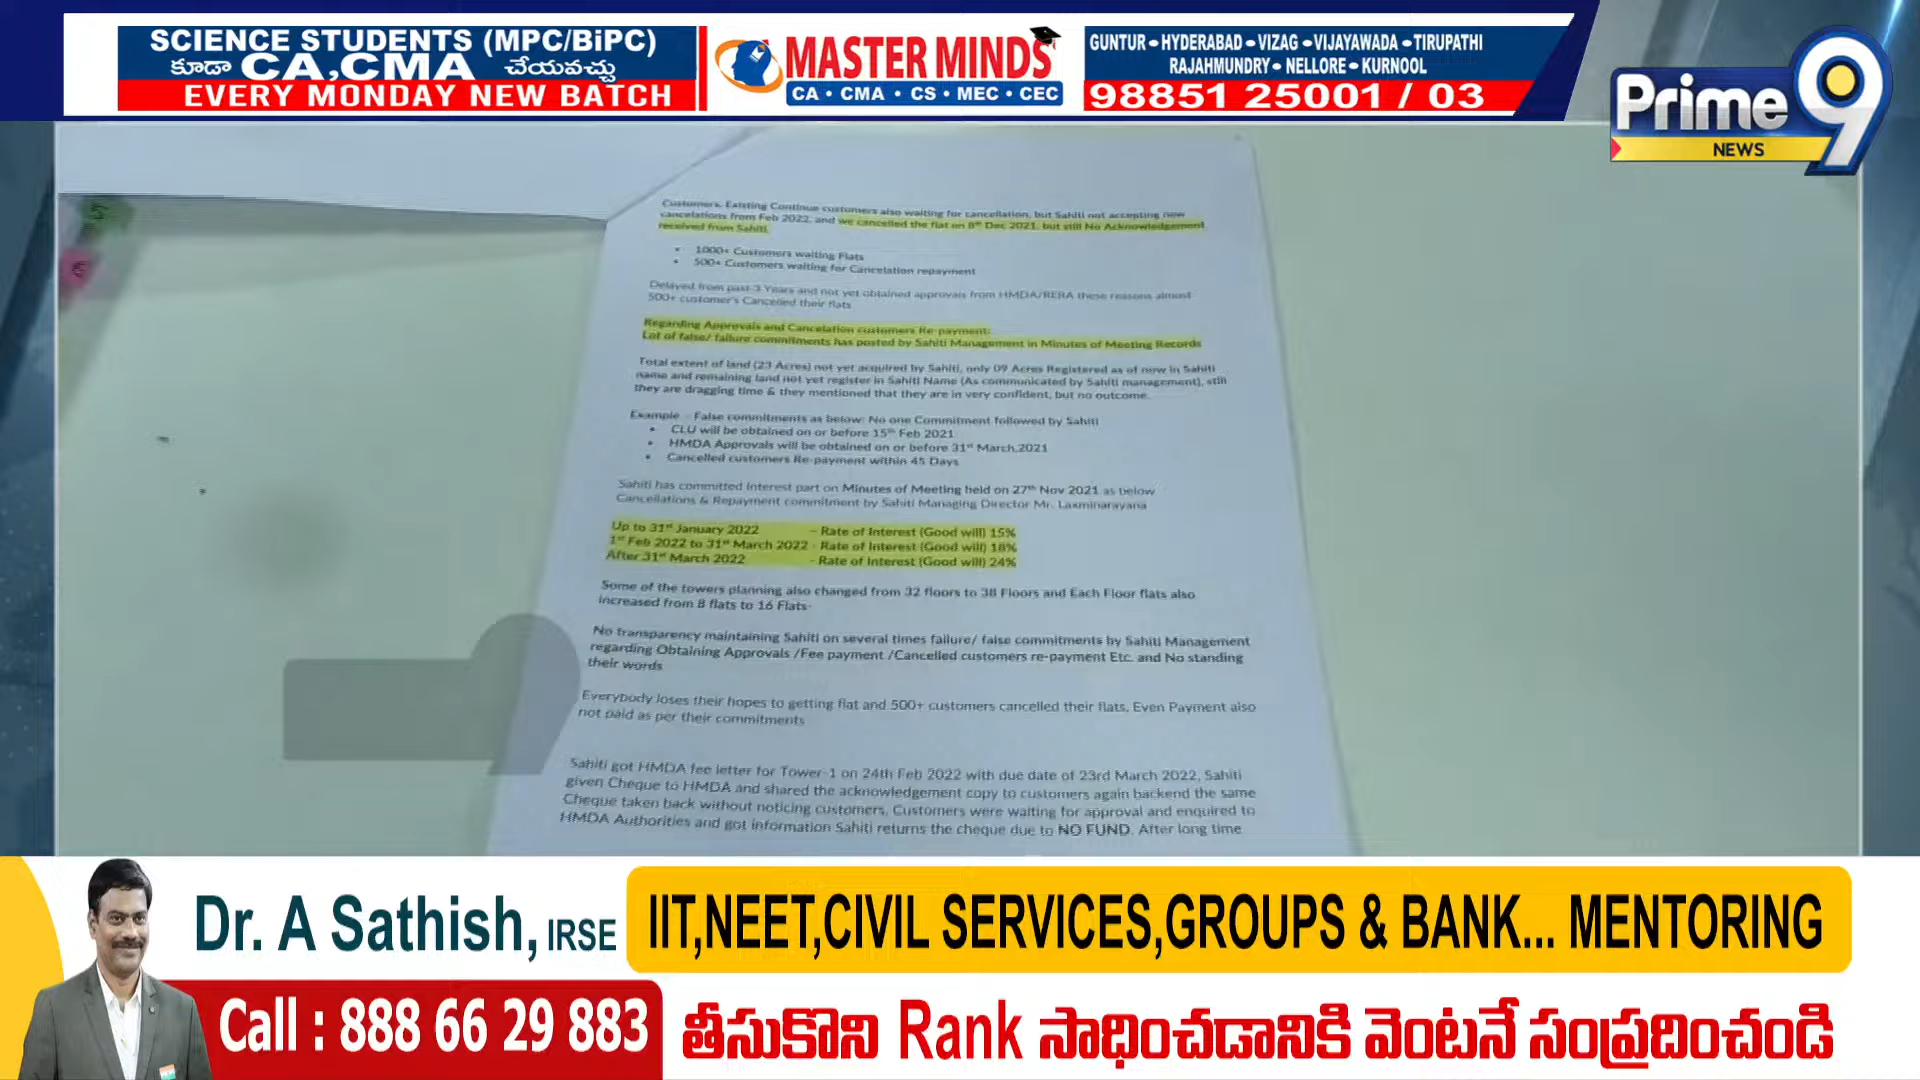 SCIENCE STUDENTS (MPC/BiPC)
కూడా CA,CMA చేయవచ్చు
EVERY MONDAY NEW BATCH
MASTER MINDS
CA • CMA • CS • MEC • CEC
GUNTUR • HYDERABAD • VIZAG • VIJAYAWADA • TIRUPATHI
RAJAHMUNDRY • NELLORE • KURNOOL
98851 25001 / 03
Prime 9
NEWS
Customers. Existing Continue customers also waiting for cancellation, but Sahiti not accepting new
cancelations from Feb 2022, and we cancelled the flat on 8th Dec 2021, but still No Acknowledgement
received from Sahiti.
• 1000+ Customers waiting Flats
• 500+ Customers waiting for Cancelation repayment
Delayed from past 3 Years and not yet obtained approvals from HMDA/RERA these reasons almost
500+ customer's Cancelled their flats
Regarding Approvals and Cancelation customers Re-payment:
Lot of false/ failure commitments has posted by Sahiti Management in Minutes of Meeting Records
Total extent of land (23 Acres) not yet acquired by Sahiti, only 09 Acres Registered as of now in Sahiti
name and remaining land not yet register in Sahiti Name (As communicated by Sahiti management), still
they are dragging time & they mentioned that they are in very confident, but no outcome.
Example - False commitments as below: No one Commitment followed by Sahiti
• CLU will be obtained on or before 15th Feb 2021
• HMDA Approvals will be obtained on or before 31st March,2021
• Cancelled customers Re-payment within 45 Days
Sahiti has committed Interest part on Minutes of Meeting held on 27th Nov 2021 as below
Cancellations & Repayment commitment by Sahiti Managing Director Mr. Laxminarayana
Up to 31st January 2022 - Rate of Interest (Good will) 15%
1st Feb 2022 to 31st March 2022 - Rate of Interest (Good will) 18%
After 31st March 2022 - Rate of Interest (Good will) 24%
Some of the towers planning also changed from 32 floors to 38 Floors and Each Floor flats also
increased from 8 flats to 16 Flats-
No transparency maintaining Sahiti on several times failure/ false commitments by Sahiti Management
regarding Obtaining Approvals /Fee payment /Cancelled customers re-payment Etc. and No standing
their words
Everybody loses their hopes to getting flat and 500+ customers cancelled their flats, Even Payment also
not paid as per their commitments
Sahiti got HMDA fee letter for Tower-1 on 24th Feb 2022 with due date of 23rd March 2022, Sahiti
given Cheque to HMDA and shared the acknowledgement copy to customers again backend the same
Cheque taken back without noticing customers, Customers were waiting for approval and enquired to
HMDA Authorities and got information Sahiti returns the cheque due to NO FUND. After long time
Dr. A Sathish, IRSE
IIT,NEET,CIVIL SERVICES,GROUPS & BANK... MENTORING
Call : 888 66 29 883
తీసుకొని Rank సాధించడానికి వెంటనే సంప్రదించండి